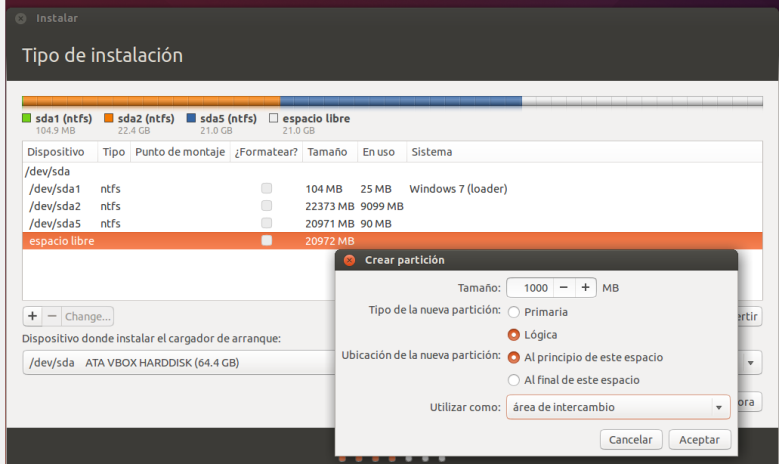 Instalar
Tipo de instalación
sda1 (ntfs) sda2 (ntfs) sda5 (ntfs) espacio libre
104.9 MB 22.4 GB 21.0 GB 21.0 GB
Dispositivo Tipo Punto de montaje ¿Formatear? Tamaño En uso Sistema
/dev/sda
/dev/sda1 ntfs 104 MB 25 MB Windows 7 (loader)
/dev/sda2 ntfs 22373 MB 9099 MB
/dev/sda5 ntfs 20971 MB 90 MB
espacio libre 20972 MB
Crear partición
Tamaño: 1000 − + MB
Tipo de la nueva partición: Primaria
Lógica
Ubicación de la nueva partición: Al principio de este espacio
Al final de este espacio
Utilizar como: área de intercambio
Cancelar Aceptar
+ − Change...
ertir
Dispositivo donde instalar el cargador de arranque:
/dev/sda ATA VBOX HARDDISK (64.4 GB)
ora